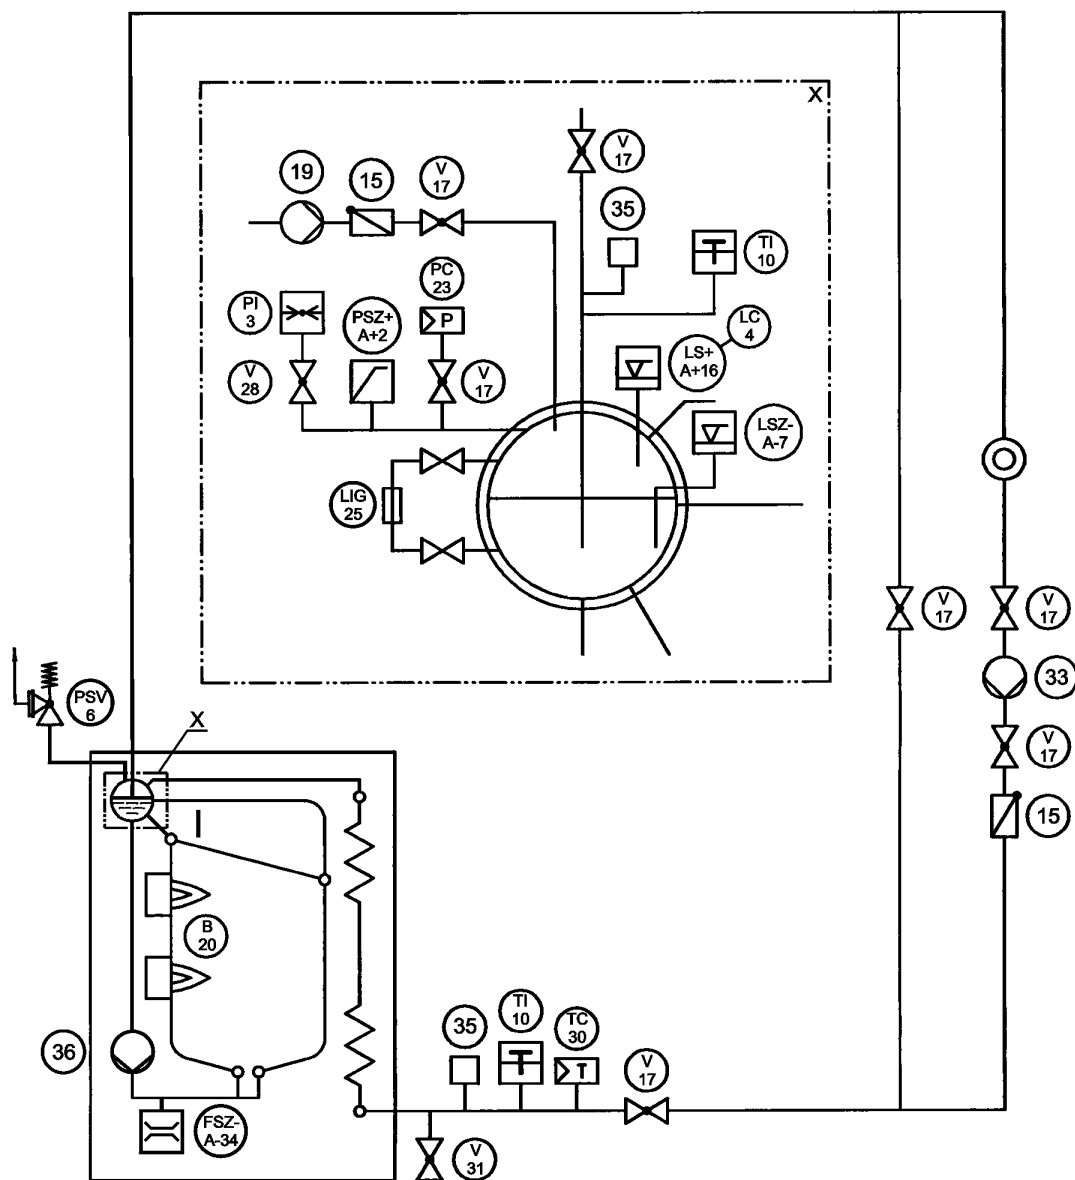 X
V
17
19
15
V
17
35
TI
10
PC
23
PI
3
PSZ+
A+2
P
LC
4
LS+
A+16
V
28
V
17
LSZ-
A-7
LIG
25
V
17
V
17
PSV
6
33
X
V
17
15
B
20
35
TI
10
TC
30
T
T
T
V
17
36
FSZ-
A-34
V
31